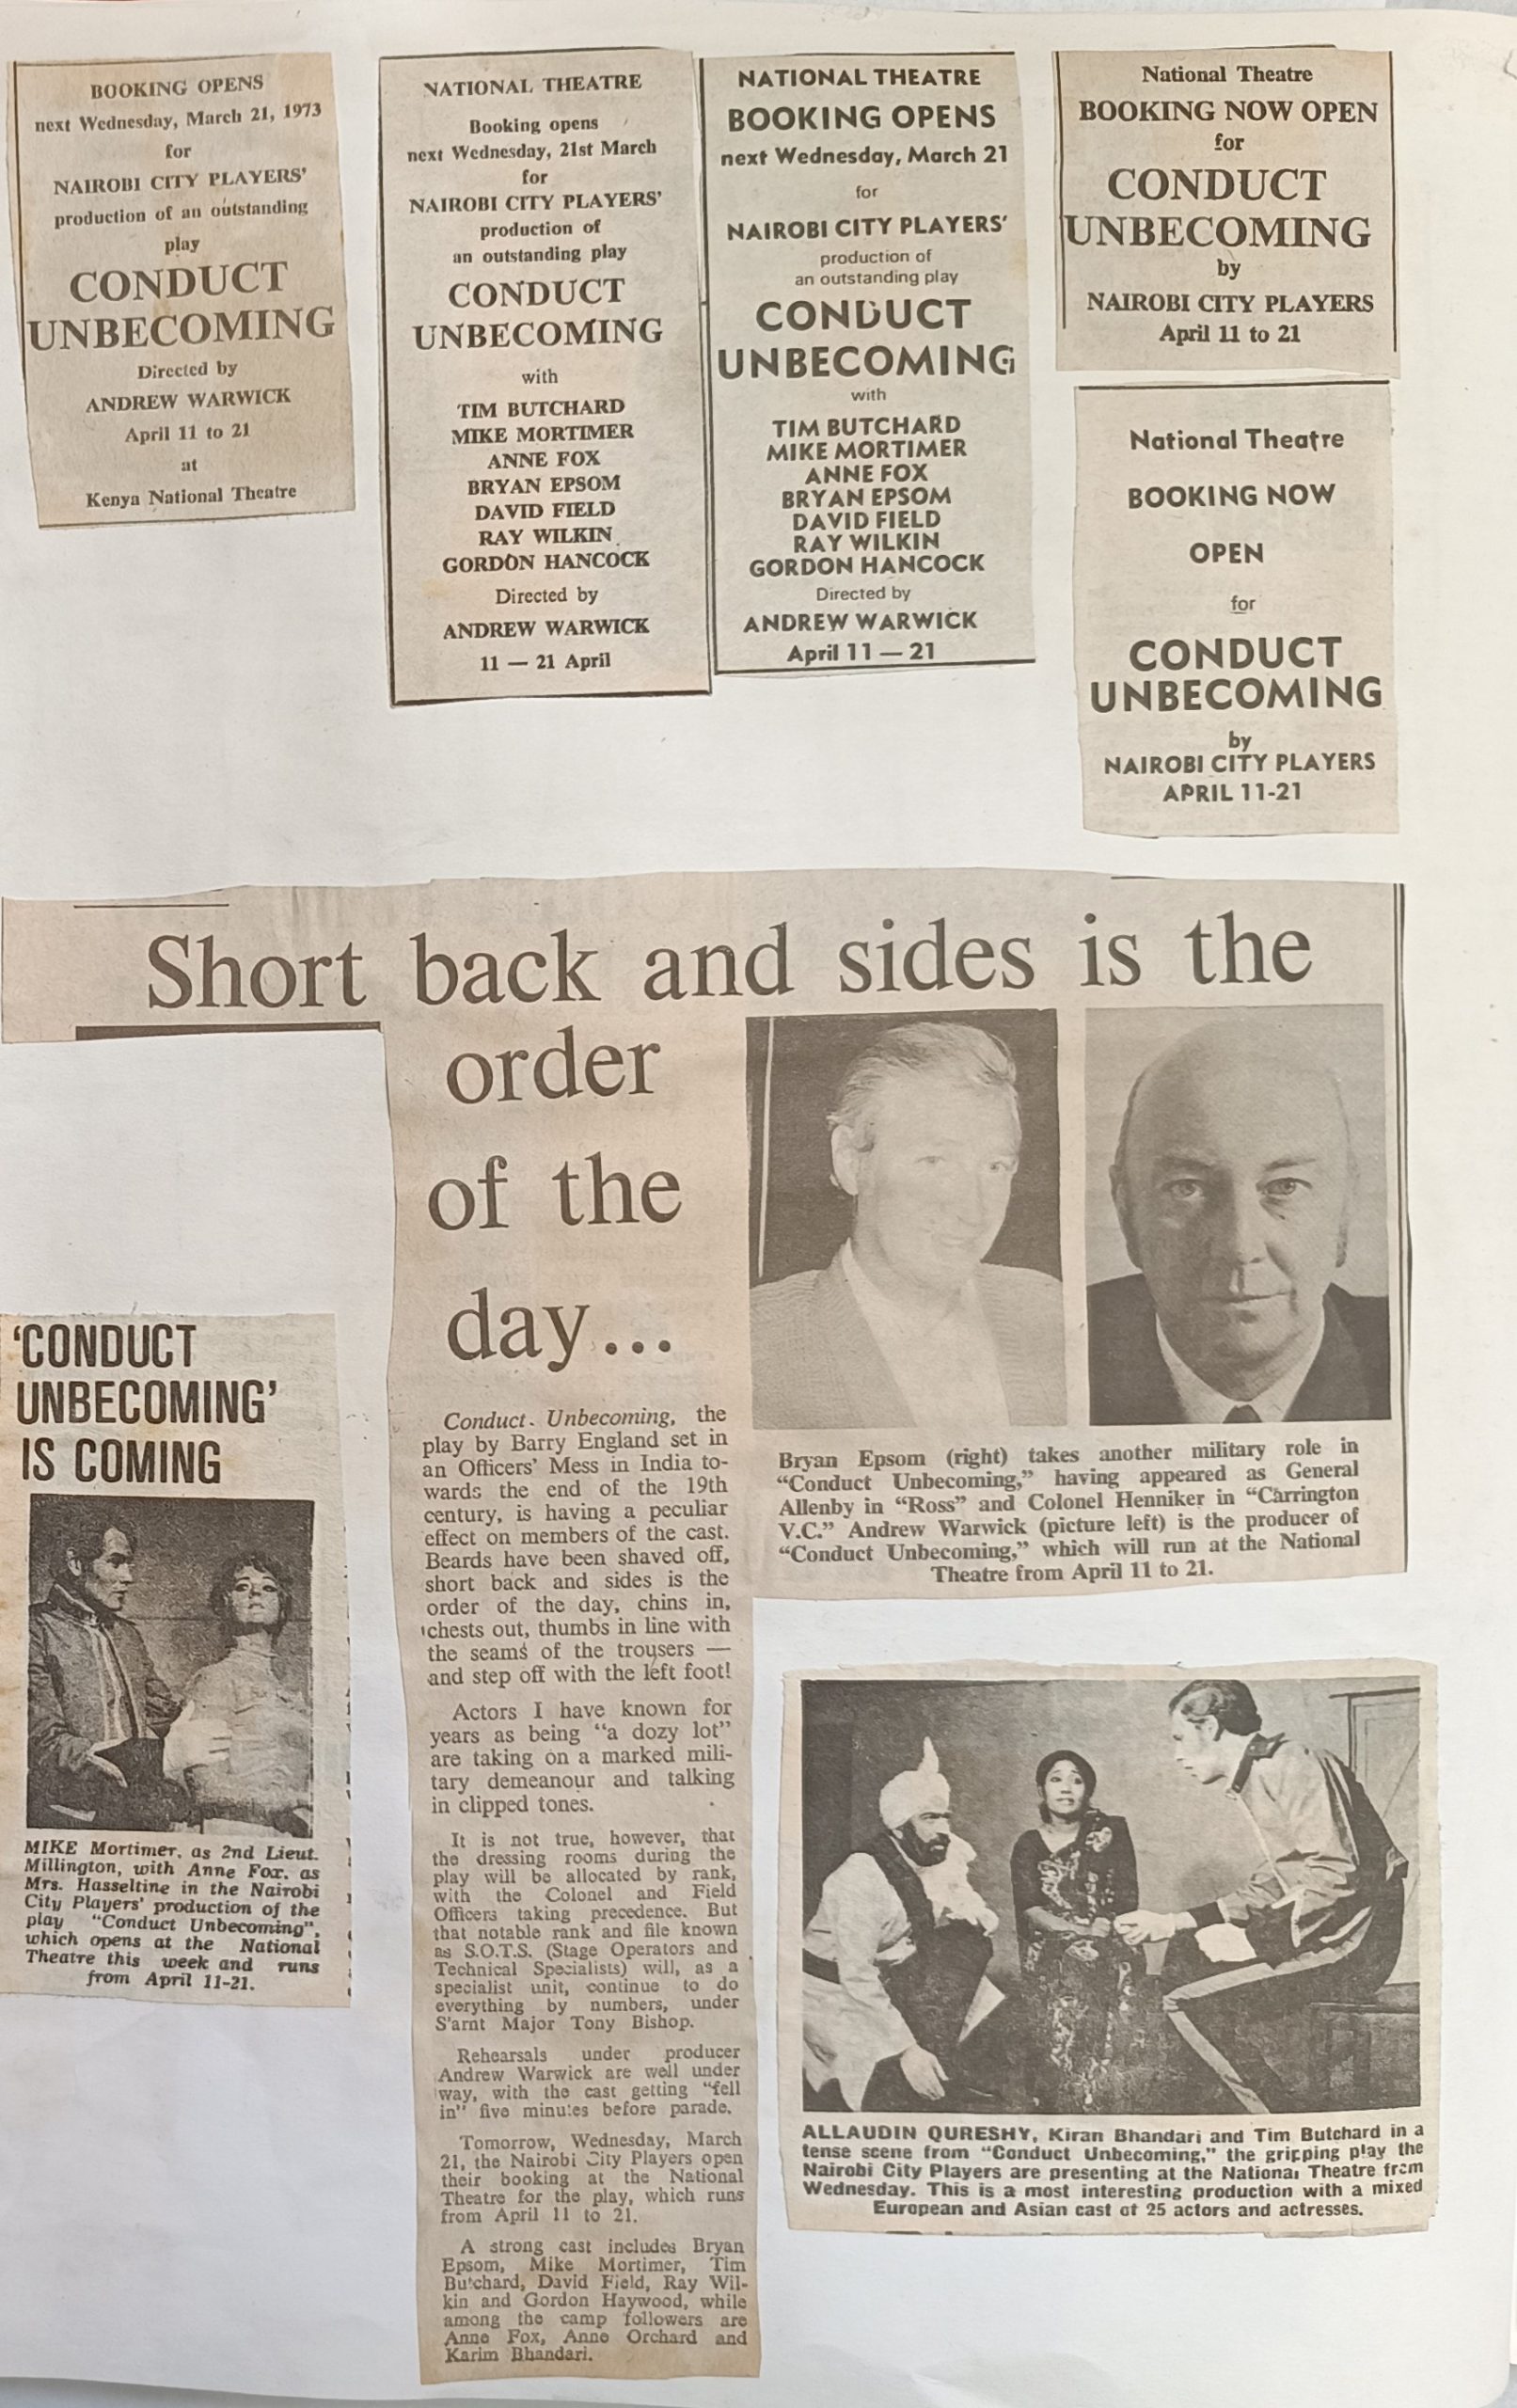 BOOKING OPENS
next Wednesday, March 21, 1973
for
NAIROBI CITY PLAYERS'
production of an outstanding
play
CONDUCT
UNBECOMING
Directed by
ANDREW WARWICK
April 11 to 21
at
Kenya National Theatre
NATIONAL THEATRE
Booking opens
next Wednesday, 21st March
for
NAIROBI CITY PLAYERS'
production of
an outstanding play
CONDUCT
UNBECOMING
with
TIM BUTCHARD
MIKE MORTIMER
ANNE FOX
BRYAN EPSOM
DAVID FIELD
RAY WILKIN
GORDON HANCOCK
Directed by
ANDREW WARWICK
11 — 21 April
NATIONAL THEATRE
BOOKING OPENS
next Wednesday, March 21
for
NAIROBI CITY PLAYERS'
production of
an outstanding play
CONDUCT
UNBECOMING
with
TIM BUTCHARD
MIKE MORTIMER
ANNE FOX
BRYAN EPSOM
DAVID FIELD
RAY WILKIN
GORDON HANCOCK
Directed by
ANDREW WARWICK
April 11 — 21
National Theatre
BOOKING NOW OPEN
for
CONDUCT
UNBECOMING
by
NAIROBI CITY PLAYERS
April 11 to 21
National Theatre
BOOKING NOW
OPEN
for
CONDUCT
UNBECOMING
by
NAIROBI CITY PLAYERS
APRIL 11-21
Short back and sides is the
order
of the
day...
Conduct Unbecoming, the
play by Barry England set in
an Officers' Mess in India to-
wards the end of the 19th
century, is having a peculiar
effect on members of the cast.
Beards have been shaved off,
short back and sides is the
order of the day, chins in,
chests out, thumbs in line with
the seams of the trousers —
and step off with the left foot!
Actors I have known for
years as being "a dozy lot"
are taking on a marked mili-
tary demeanour and talking
in clipped tones.
It is not true, however, that
the dressing rooms during the
play will be allocated by rank,
with the Colonel and Field
Officers taking precedence. But
that notable rank and file known
as S.O.T.S. (Stage Operators and
Technical Specialists) will, as a
specialist unit, continue to do
everything by numbers, under
S'arnt Major Tony Bishop.
Rehearsals under producer
Andrew Warwick are well under
way, with the cast getting "fell
in" five minutes before parade.
Tomorrow, Wednesday, March
21, the Nairobi City Players open
their booking at the National
Theatre for the play, which runs
from April 11 to 21.
A strong cast includes Bryan
Epsom, Mike Mortimer, Tim
Butchard, David Field, Ray Wil-
kin and Gordon Haywood, while
among the camp followers are
Anne Fox, Anne Orchard and
Karim Bhandari.
Bryan Epsom (right) takes another military role in
"Conduct Unbecoming," having appeared as General
Allenby in "Ross" and Colonel Henniker in "Carrington
V.C." Andrew Warwick (picture left) is the producer of
"Conduct Unbecoming," which will run at the National
Theatre from April 11 to 21.
'CONDUCT
UNBECOMING'
IS COMING
MIKE Mortimer, as 2nd Lieut.
Millington, with Anne Fox, as
Mrs. Hasseltine in the Nairobi
City Players' production of the
play "Conduct Unbecoming",
which opens at the National
Theatre this week and runs
from April 11-21.
ALLAUDIN QURESHY, Kiran Bhandari and Tim Butchard in a
tense scene from "Conduct Unbecoming," the gripping play the
Nairobi City Players are presenting at the National Theatre from
Wednesday. This is a most interesting production with a mixed
European and Asian cast of 25 actors and actresses.